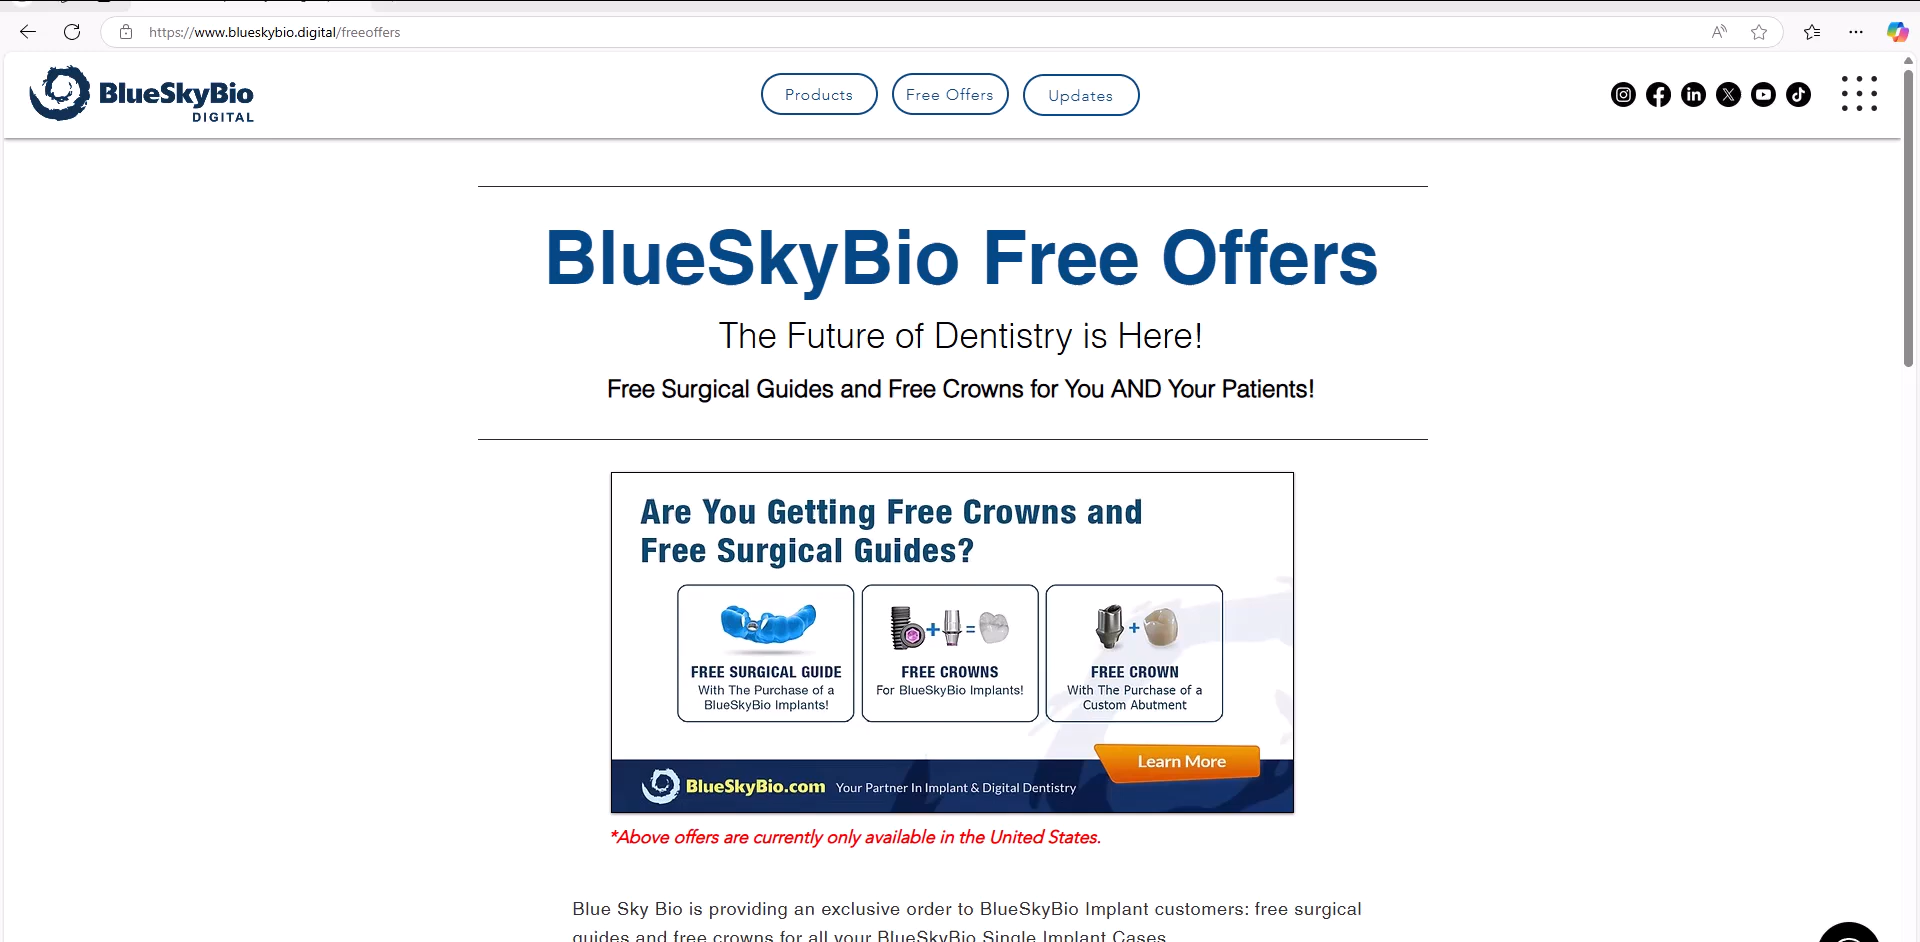 https://www.blueskybio.digital/freeoffers
BlueSkyBio
DIGITAL
Products
Free Offers
Updates
BlueSkyBio Free Offers
The Future of Dentistry is Here!
Free Surgical Guides and Free Crowns for You AND Your Patients!
Are You Getting Free Crowns and
Free Surgical Guides?
FREE SURGICAL GUIDE
With The Purchase of a
BlueSkyBio Implants!
+ =
FREE CROWNS
For BlueSkyBio Implants!
+
FREE CROWN
With The Purchase of a
Custom Abutment
Learn More
BlueSkyBio.com Your Partner In Implant & Digital Dentistry
*Above offers are currently only available in the United States.
Blue Sky Bio is providing an exclusive order to BlueSkyBio Implant customers: free surgical
guides and free crowns for all your BlueSkyBio Single Implant Cases